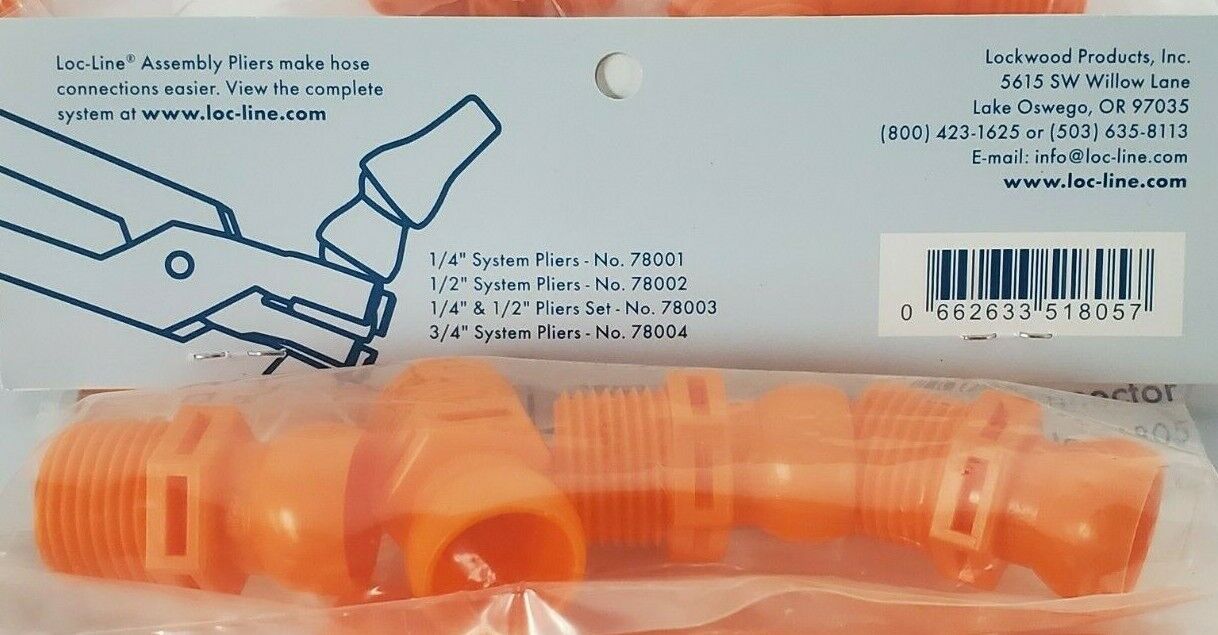 Loc-Line® Assembly Pliers make hose
connections easier. View the complete
system at www.loc-line.com
Lockwood Products, Inc.
5615 SW Willow Lane
Lake Oswego, OR 97035
(800) 423-1625 or (503) 635-8113
E-mail: info@loc-line.com
www.loc-line.com
1/4" System Pliers - No. 78001
1/2" System Pliers - No. 78002
1/4" & 1/2" Pliers Set - No. 78003
3/4" System Pliers - No. 78004
0 662633 518057